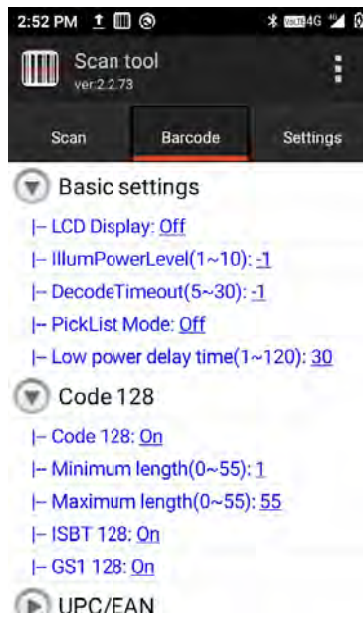 2:52 PM
VoLTE 4G 4G
Scan tool
ver:2.2.73
Scan Barcode Settings
Basic settings
|-- LCD Display: Off
|-- IllumPowerLevel(1~10): -1
|-- DecodeTimeout(5~30): -1
|-- PickList Mode: Off
|-- Low power delay time(1~120): 30
Code 128
|-- Code 128: On
|-- Minimum length(0~55): 1
|-- Maximum length(0~55): 55
|-- ISBT 128: On
|-- GS1 128: On
UPC/EAN